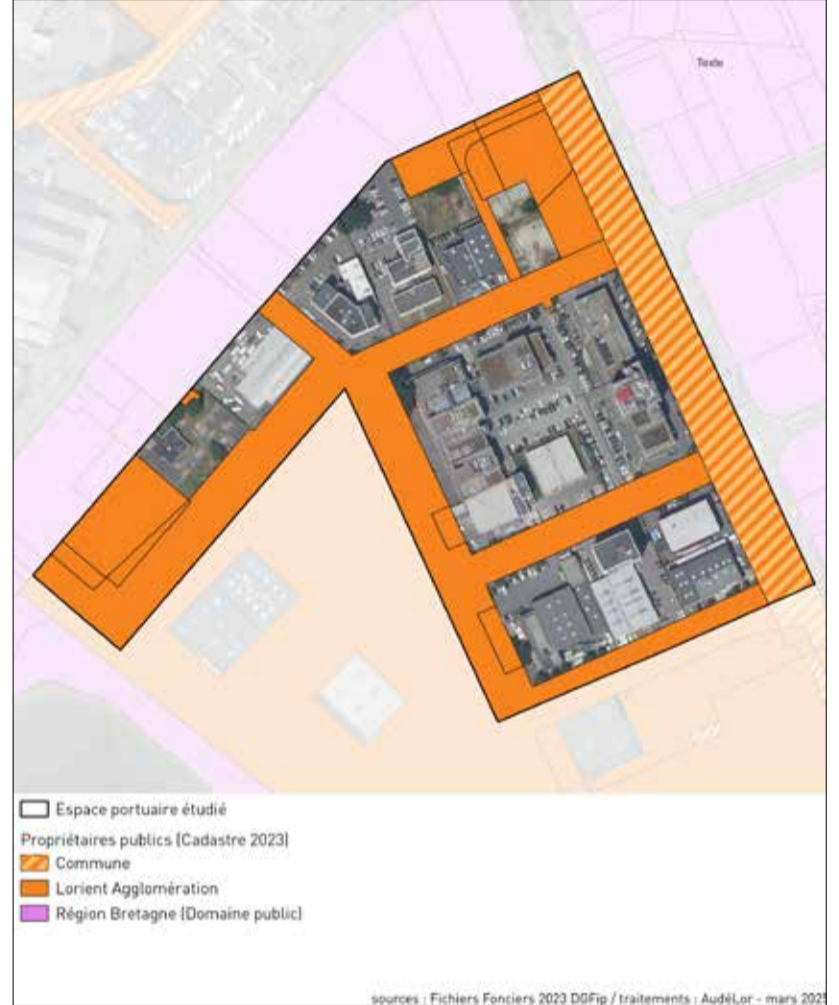 Texte
Espace portuaire étudié
Propriétaires publics (Cadastre 2023)
Commune
Lorient Agglomération
Région Bretagne (Domaine public)
sources : Fichiers Fonciers 2023 DGFip / traitements : AudéLor - mars 2025